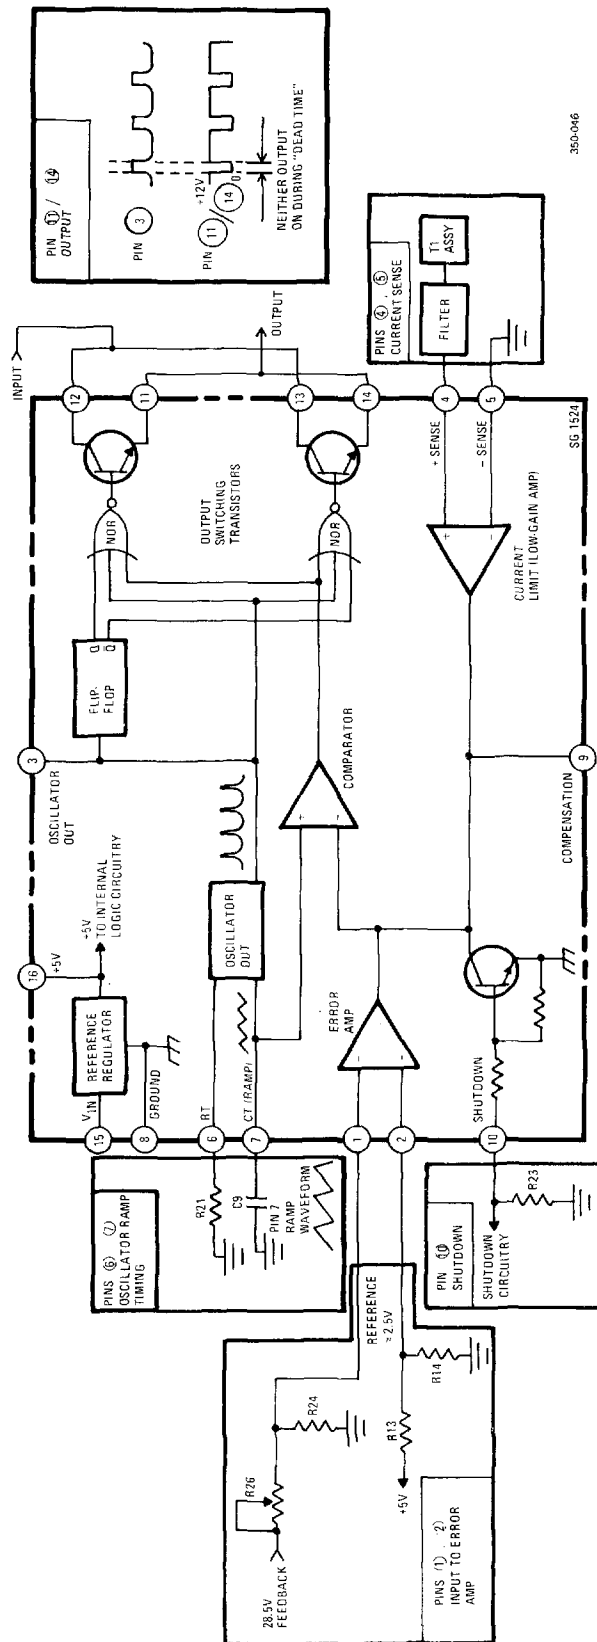 PIN ⑪ / ⑭
OUTPUT
PIN
3
+12V
PIN
11
14
0
NEITHER OUTPUT
ON DURING "DEAD TIME"
350-046
INPUT
OUTPUT
12
11
13
14
4
5
PINS ④ , ⑤
CURRENT SENSE
FILTER
T1
ASSY
+ SENSE
− SENSE
SG 1524
NOR
NOR
OUTPUT
SWITCHING
TRANSISTORS
CURRENT
LIMIT (LOW-GAIN AMP)
FLIP-
FLOP
Q
Q̅
3
OSCILLATOR
OUT
COMPARATOR
9
COMPENSATION
16
+5V
+5V
TO INTERNAL
LOGIC CIRCUITRY
REFERENCE
REGULATOR
VIN
GROUND
OSCILLATOR
OUT
RT
CT (RAMP)
ERROR
AMP
SHUTDOWN
15
8
6
7
1
2
10
PINS ⑥ ⑦
OSCILLATOR RAMP
TIMING
R21
C9
PIN 7
RAMP
WAVEFORM
PIN ⑩
SHUTDOWN
SHUTDOWN
CIRCUITRY
R23
REFERENCE
≈ 2.5V
R24
R26
28.5V
FEEDBACK
R14
R13
+5V
PINS (1) , (2)
INPUT TO ERROR
AMP